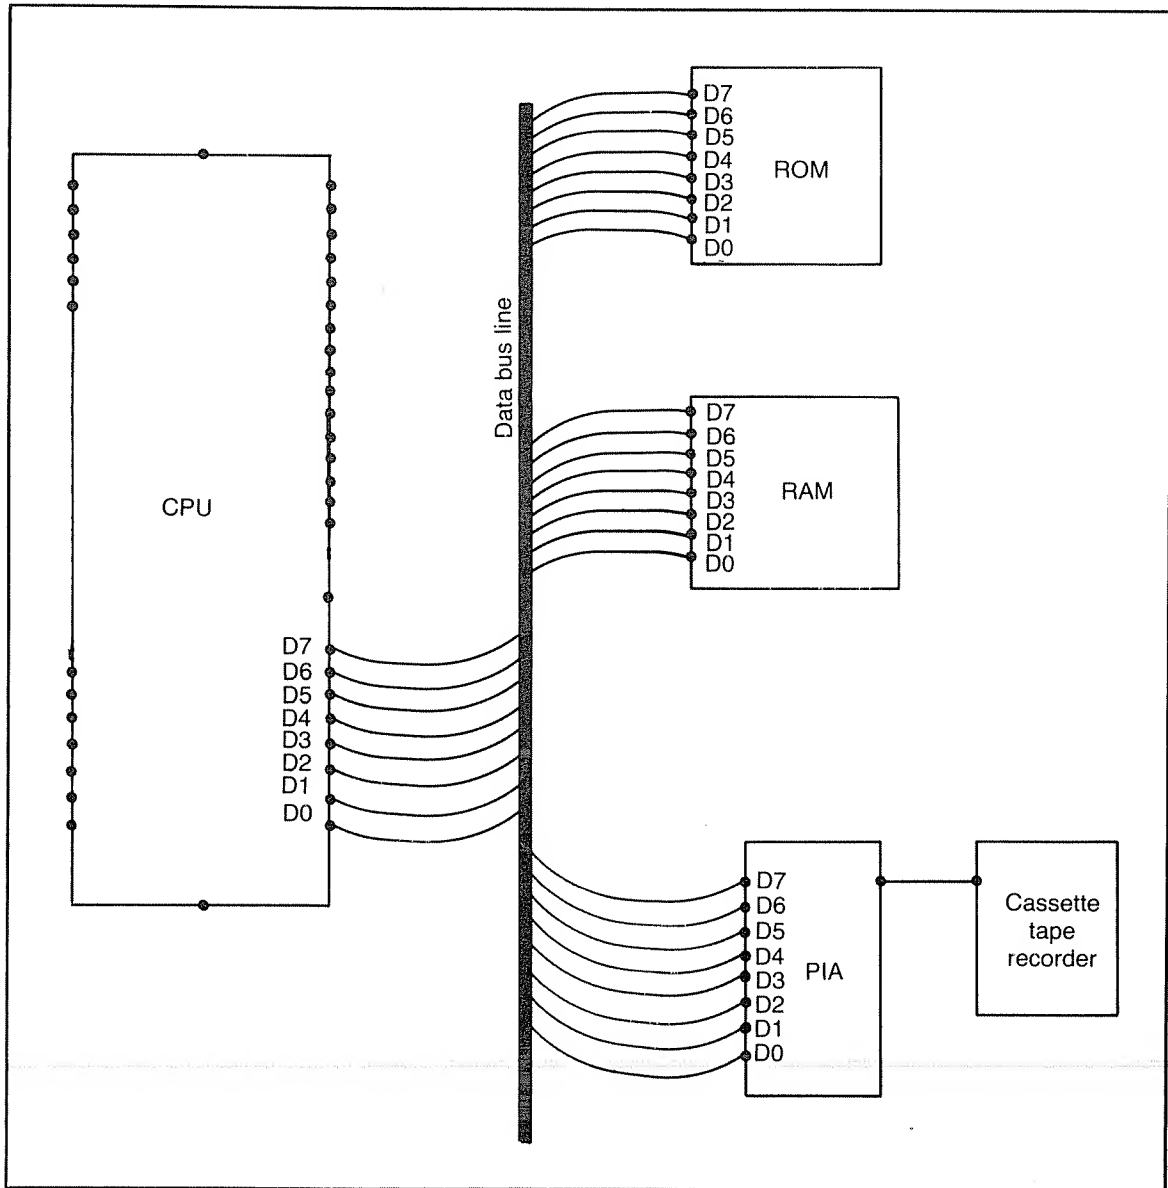 D7
D6
D5
D4
D3
D2
D1
D0
ROM
Data bus line
D7
D6
D5
D4
D3
D2
D1
D0
RAM
CPU
D7
D6
D5
D4
D3
D2
D1
D0
D7
D6
D5
D4
D3
D2
D1
D0
PIA
Cassette
tape
recorder